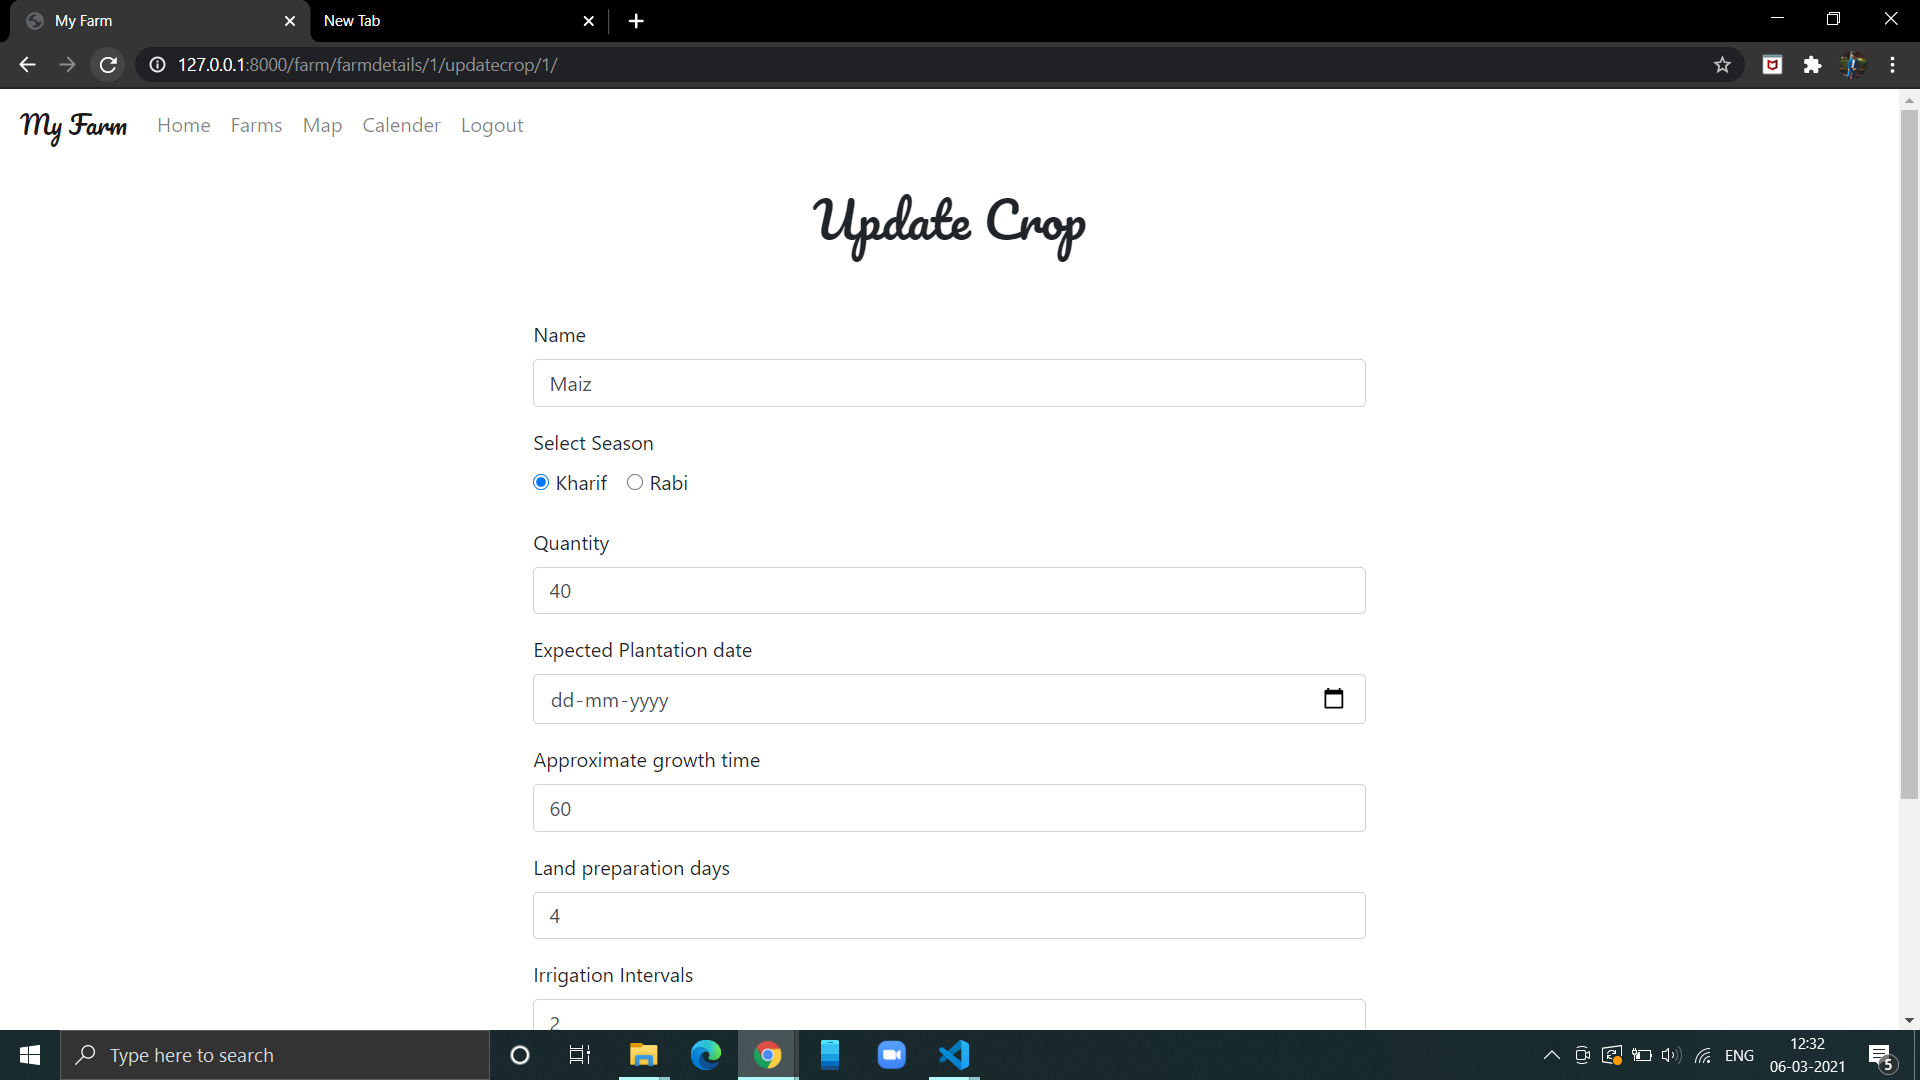 My Farm
New Tab
127.0.0.1:8000/farm/farmdetails/1/updatecrop/1/
My Farm Home Farms Map Calender Logout
Update Crop
Name
Maiz
Select Season
Kharif Rabi
Quantity
40
Expected Plantation date
dd-mm-yyyy
Approximate growth time
60
Land preparation days
4
Irrigation Intervals
2
Type here to search
ENG
12:32
06-03-2021
5